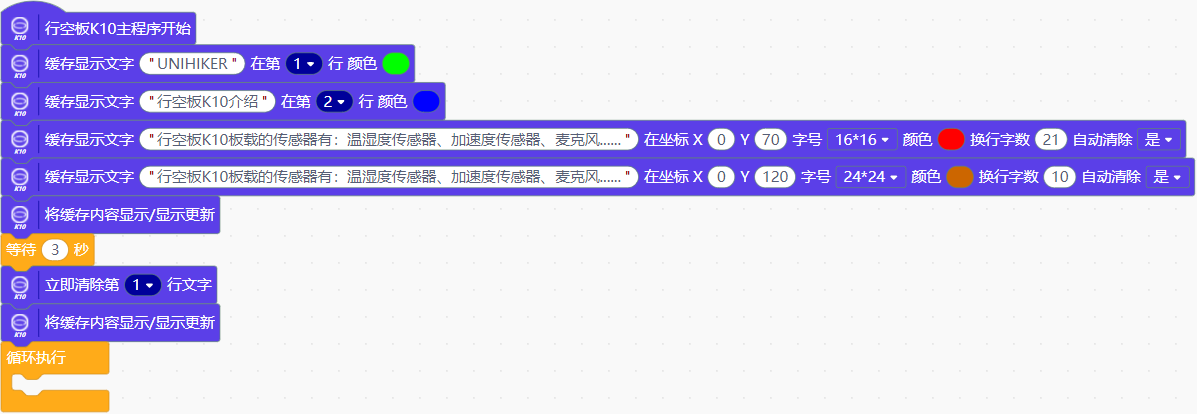 K10 行空板K10主程序开始
K10 缓存显示文字 "UNIHIKER" 在第 1 行 颜色
K10 缓存显示文字 "行空板K10介绍" 在第 2 行 颜色
K10 缓存显示文字 "行空板K10板载的传感器有：温湿度传感器、加速度传感器、麦克风......" 在坐标 X 0 Y 70 字号 16*16 颜色 换行字数 21 自动清除 是
K10 缓存显示文字 "行空板K10板载的传感器有：温湿度传感器、加速度传感器、麦克风......" 在坐标 X 0 Y 120 字号 24*24 颜色 换行字数 10 自动清除 是
K10 将缓存内容显示/显示更新
等待 3 秒
K10 立即清除第 1 行文字
K10 将缓存内容显示/显示更新
循环执行